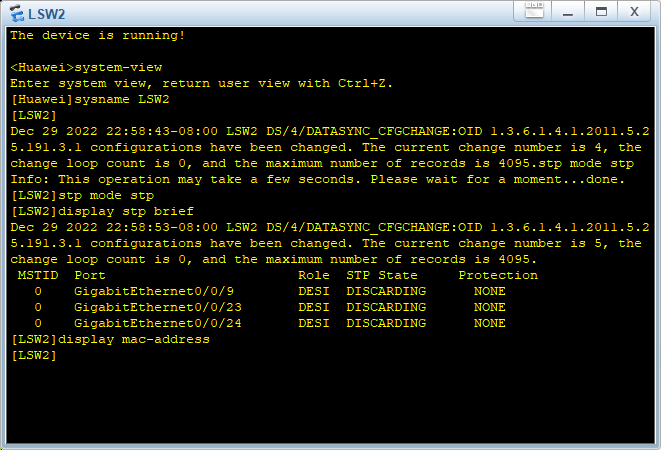 LSW2
The device is running!
<Huawei>system-view
Enter system view, return user view with Ctrl+Z.
[Huawei]sysname LSW2
[LSW2]
Dec 29 2022 22:58:43-08:00 LSW2 DS/4/DATASYNC_CFGCHANGE:OID 1.3.6.1.4.1.2011.5.2
5.191.3.1 configurations have been changed. The current change number is 4, the
change loop count is 0, and the maximum number of records is 4095.stp mode stp
Info: This operation may take a few seconds. Please wait for a moment...done.
[LSW2]stp mode stp
[LSW2]display stp brief
Dec 29 2022 22:58:53-08:00 LSW2 DS/4/DATASYNC_CFGCHANGE:OID 1.3.6.1.4.1.2011.5.2
5.191.3.1 configurations have been changed. The current change number is 5, the
change loop count is 0, and the maximum number of records is 4095.
MSTID Port Role STP State Protection
0 GigabitEthernet0/0/9 DESI DISCARDING NONE
0 GigabitEthernet0/0/23 DESI DISCARDING NONE
0 GigabitEthernet0/0/24 DESI DISCARDING NONE
[LSW2]display mac-address
[LSW2]